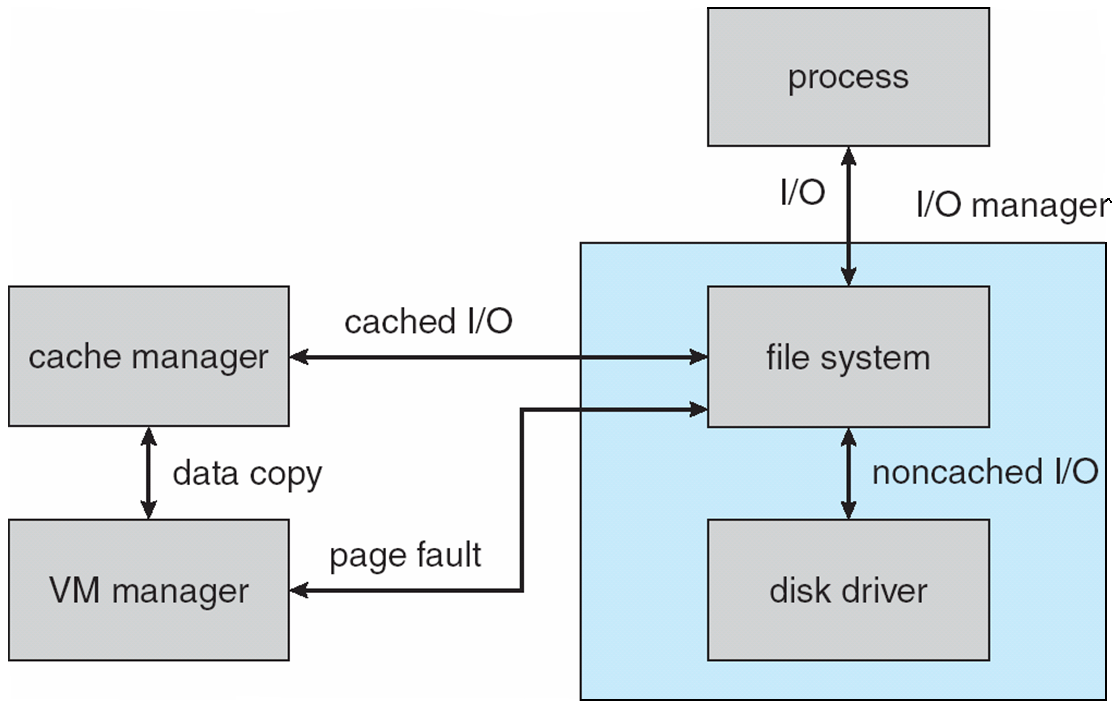 process
I/O
I/O manager
cached I/O
cache manager
file system
data copy
noncached I/O
page fault
VM manager
disk driver